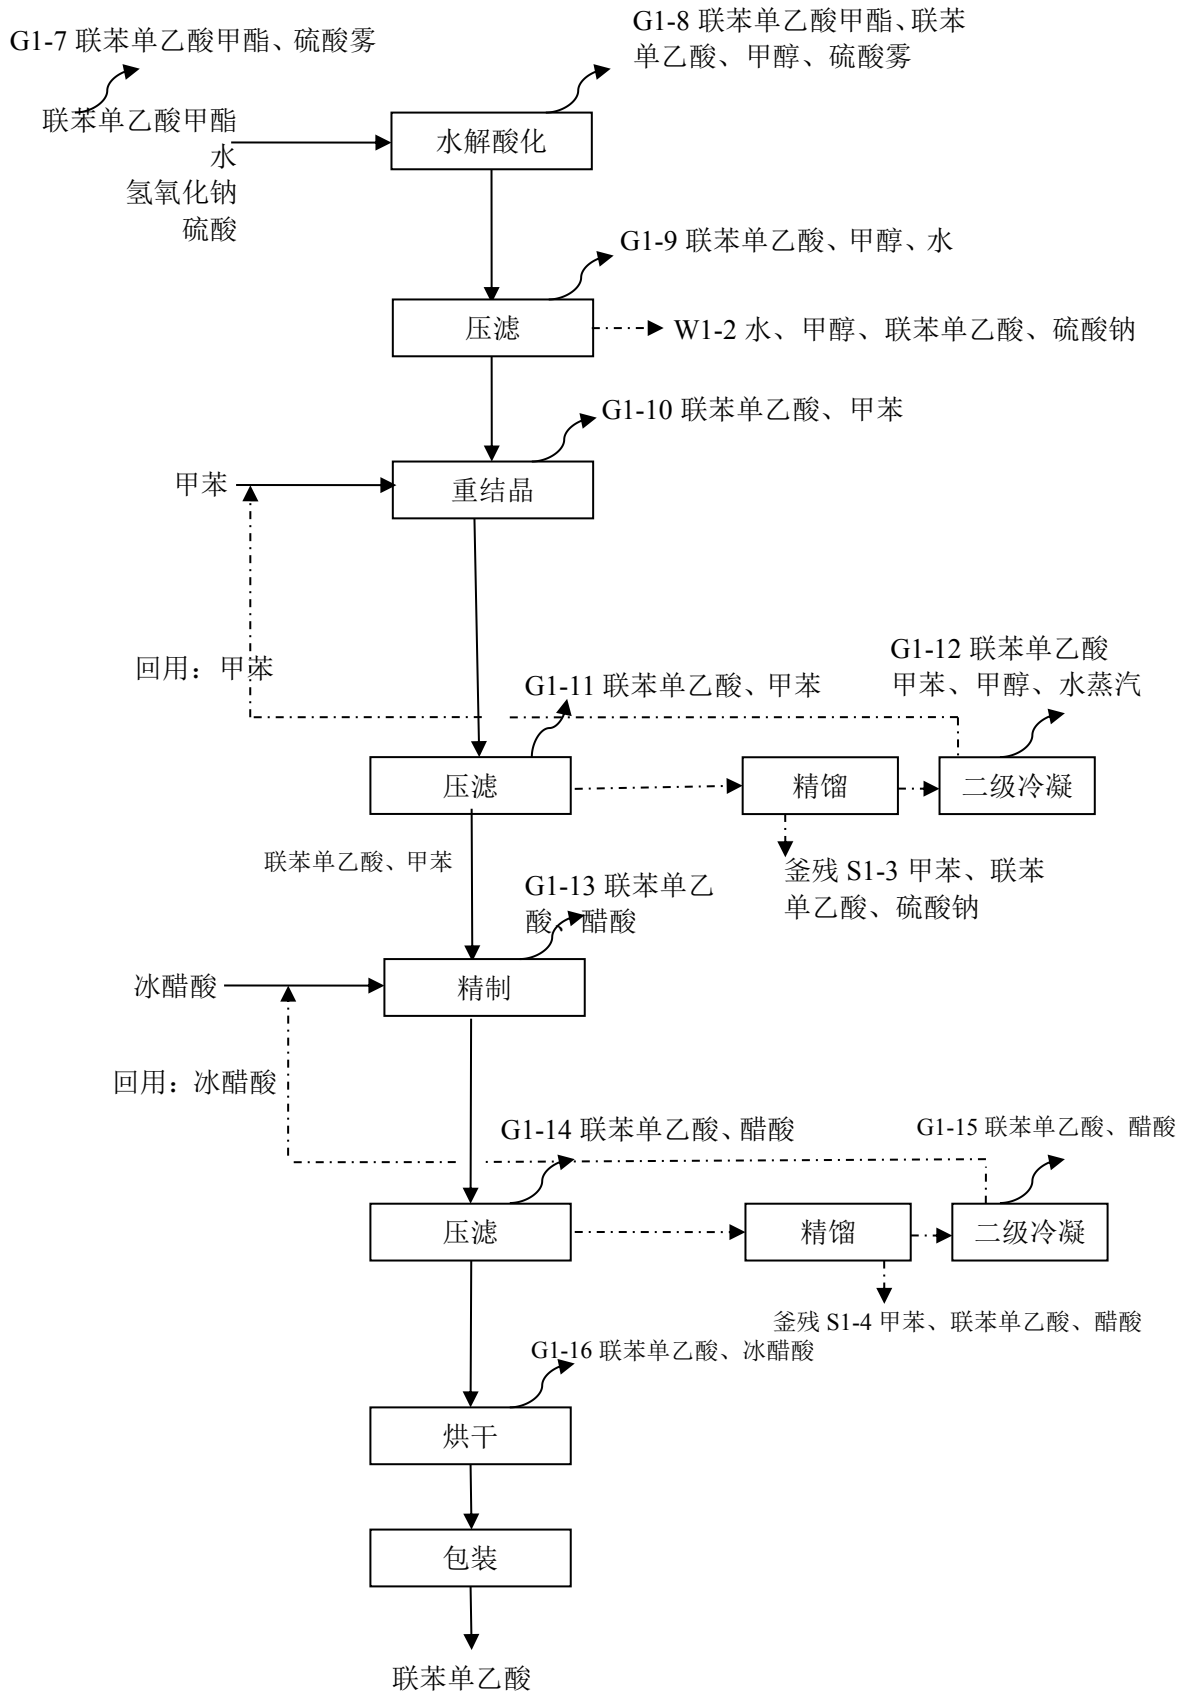 G1-7 联苯单乙酸甲酯、硫酸雾
G1-8 联苯单乙酸甲酯、联苯
单乙酸、甲醇、硫酸雾
联苯单乙酸甲酯
水
氢氧化钠
硫酸
水解酸化
G1-9 联苯单乙酸、甲醇、水
压滤
W1-2 水、甲醇、联苯单乙酸、硫酸钠
G1-10 联苯单乙酸、甲苯
甲苯
重结晶
回用：甲苯
G1-11 联苯单乙酸、甲苯
G1-12 联苯单乙酸
甲苯、甲醇、水蒸汽
压滤
精馏
二级冷凝
联苯单乙酸、甲苯
釜残 S1-3 甲苯、联苯
单乙酸、硫酸钠
G1-13 联苯单乙
酸、醋酸
冰醋酸
精制
回用：冰醋酸
G1-14 联苯单乙酸、醋酸
G1-15 联苯单乙酸、醋酸
压滤
精馏
二级冷凝
釜残 S1-4 甲苯、联苯单乙酸、醋酸
G1-16 联苯单乙酸、冰醋酸
烘干
包装
联苯单乙酸